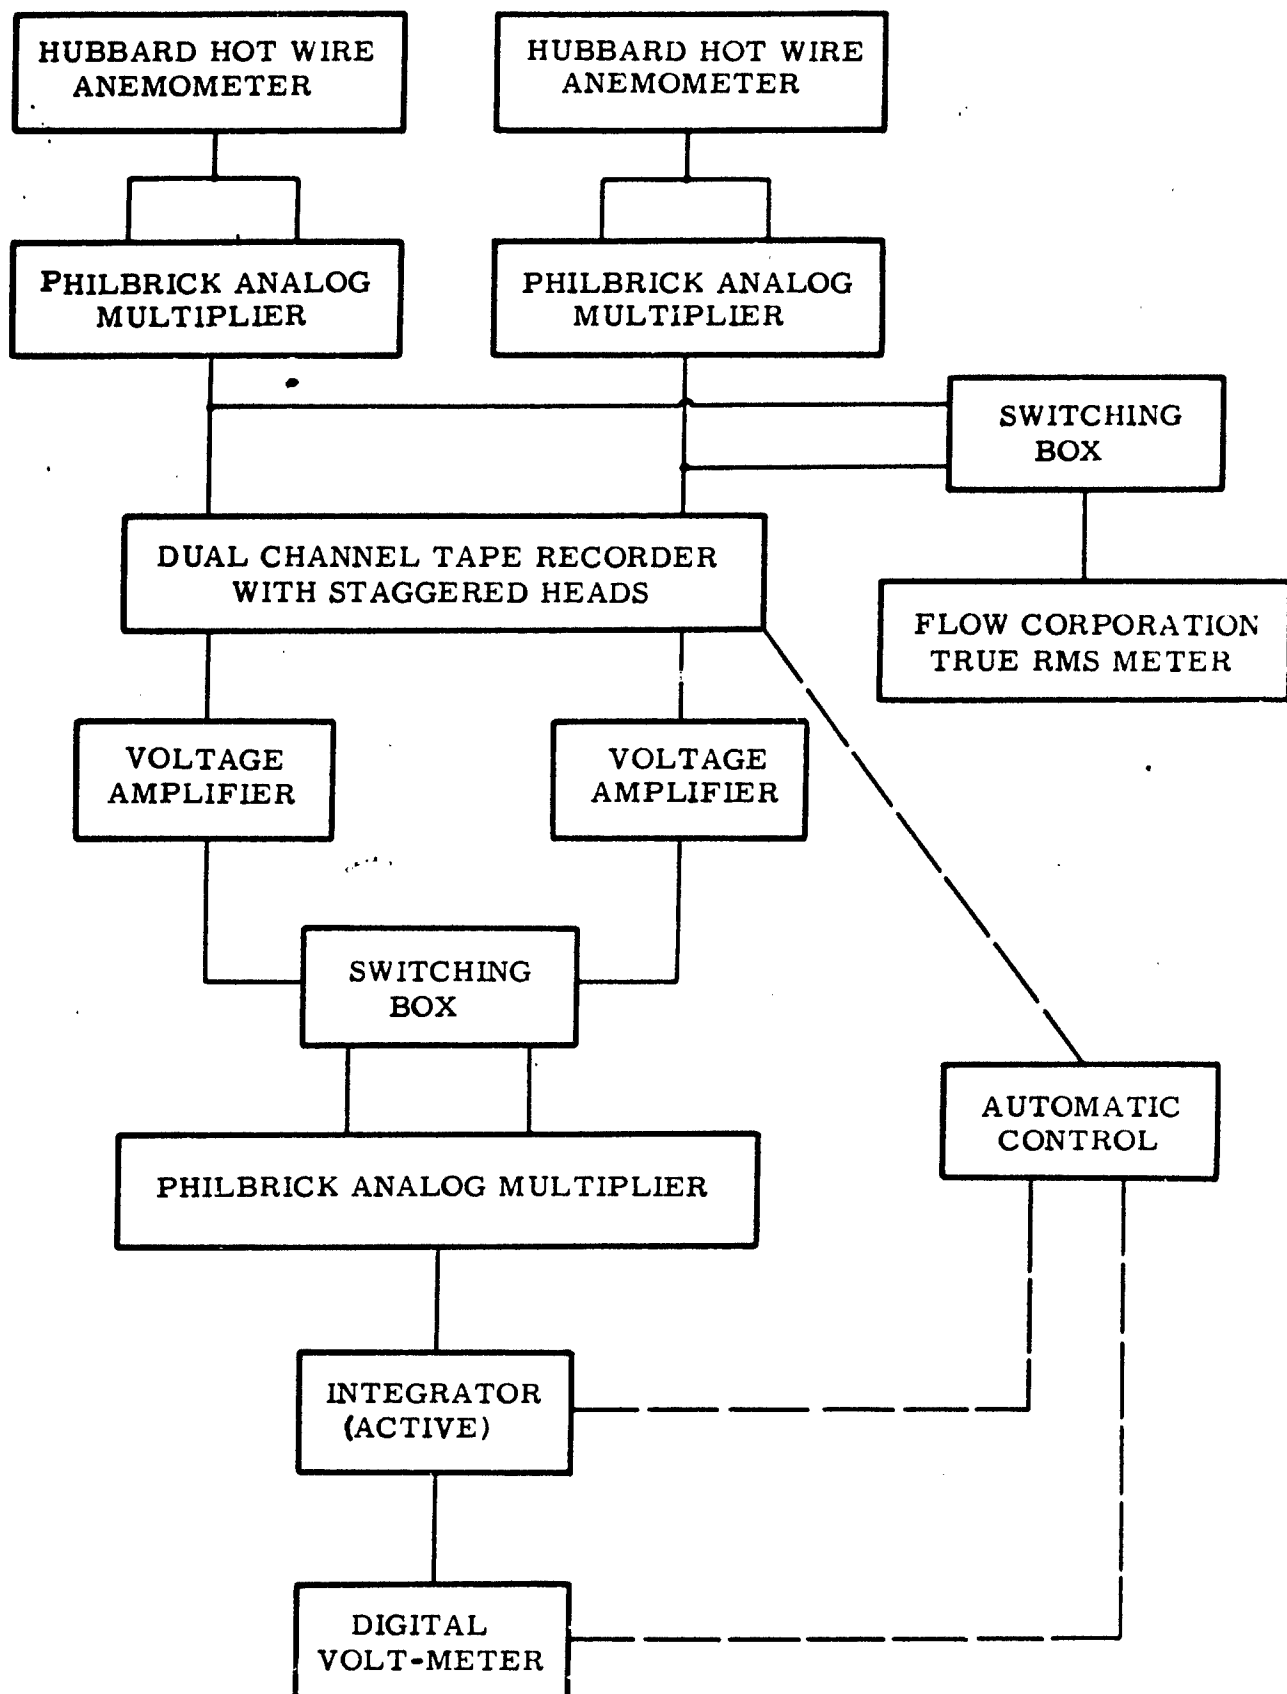 HUBBARD HOT WIRE
ANEMOMETER
HUBBARD HOT WIRE
ANEMOMETER
PHILBRICK ANALOG
MULTIPLIER
PHILBRICK ANALOG
MULTIPLIER
SWITCHING
BOX
DUAL CHANNEL TAPE RECORDER
WITH STAGGERED HEADS
FLOW CORPORATION
TRUE RMS METER
VOLTAGE
AMPLIFIER
VOLTAGE
AMPLIFIER
SWITCHING
BOX
AUTOMATIC
CONTROL
PHILBRICK ANALOG MULTIPLIER
INTEGRATOR
(ACTIVE)
DIGITAL
VOLT-METER